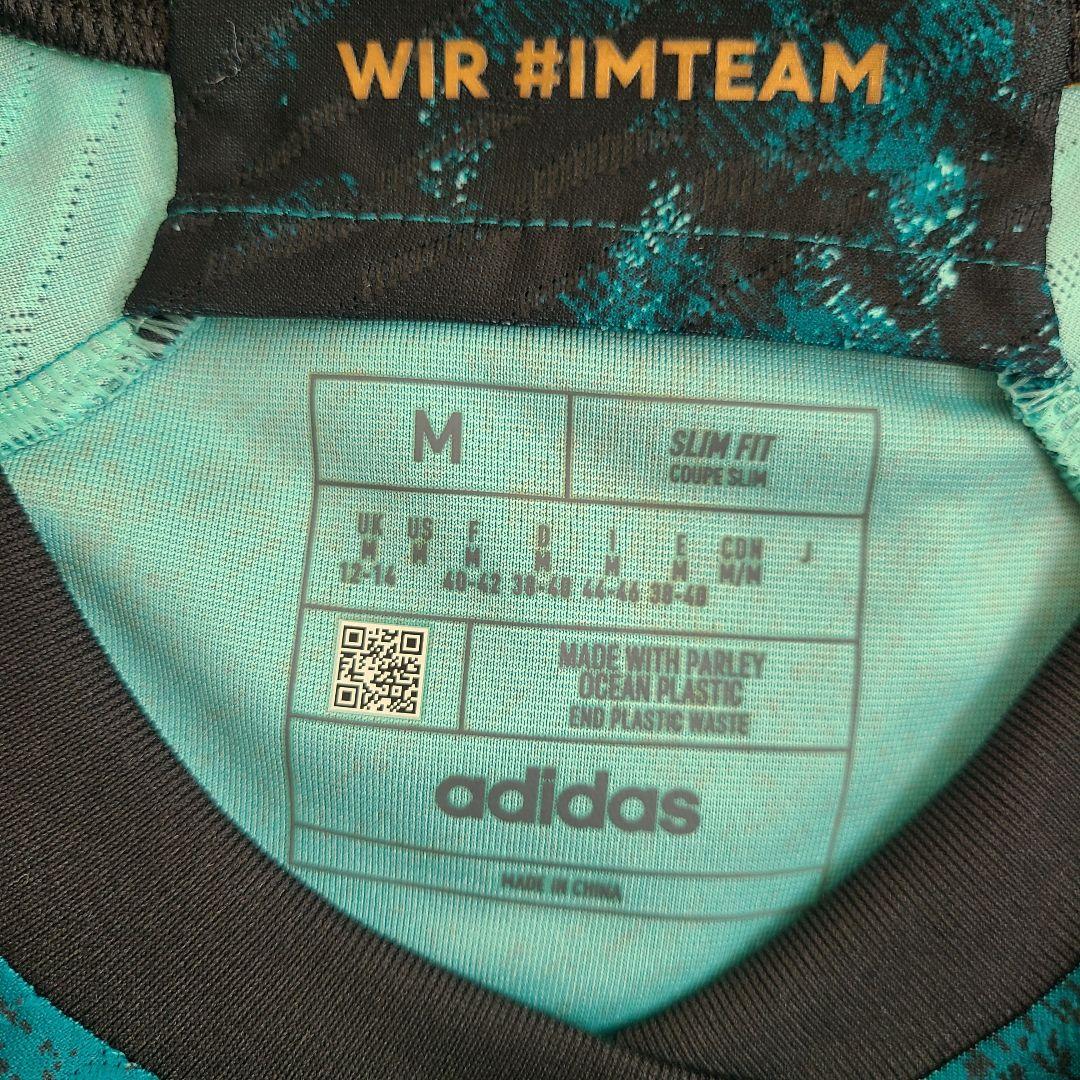 WIR #IMTEAM
M
SLIM FIT
COUPE SLIM
UK US F D I E CDN J
M M M M M M M/M
12-14 40-42 38-40 44-46 38-40
MADE WITH PARLEY
OCEAN PLASTIC
END PLASTIC WASTE
adidas
MADE IN CHINA